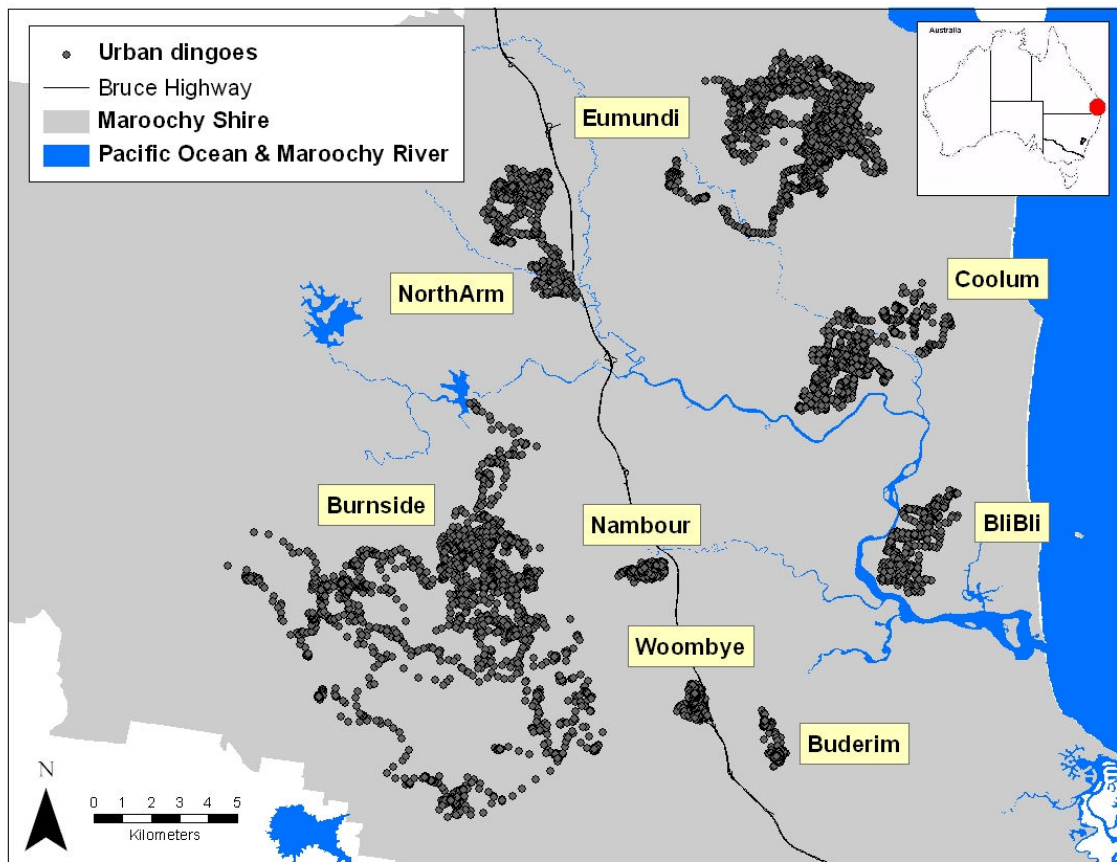 Urban dingoes
Bruce Highway
Maroochy Shire
Pacific Ocean & Maroochy River
Australia
Eumundi
NorthArm
Coolum
Burnside
Nambour
BliBli
Woombye
Buderim
N
0 1 2 3 4 5
Kilometers